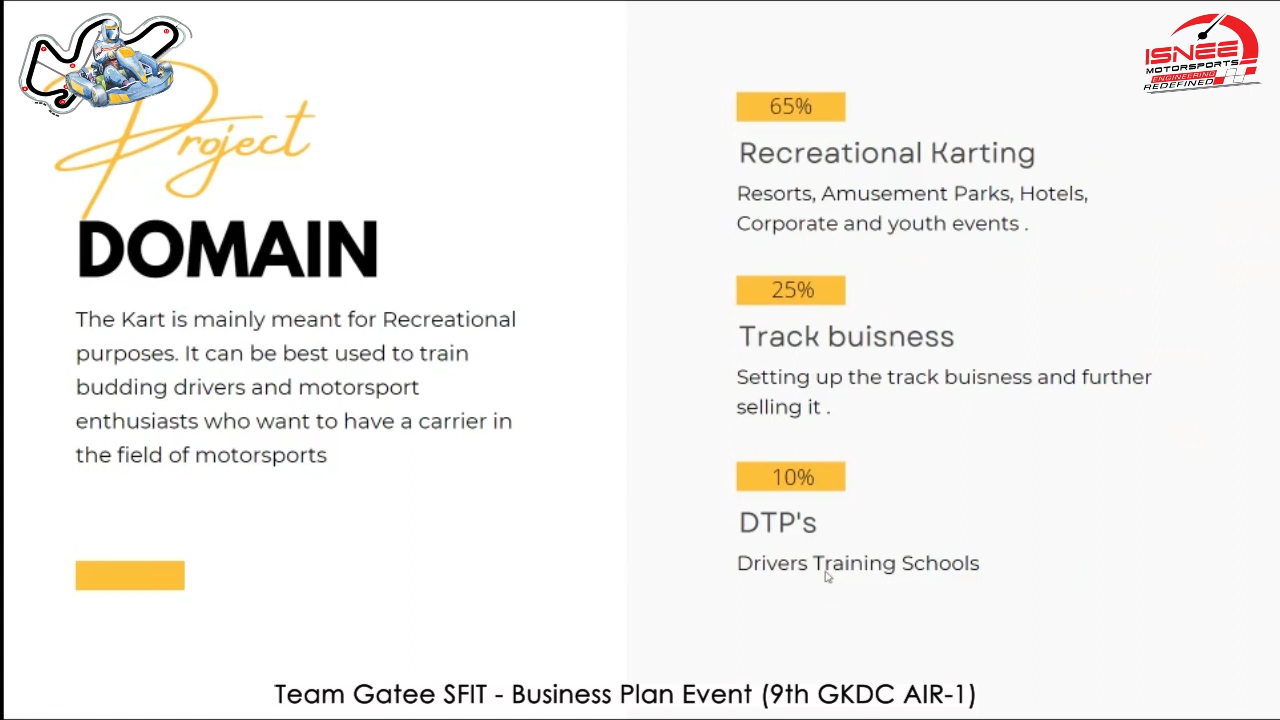 Project
DOMAIN
The Kart is mainly meant for Recreational
purposes. It can be best used to train
budding drivers and motorsport
enthusiasts who want to have a carrier in
the field of motorsports
ISNEE
MOTORSPORTS
ENGINEERING
REDEFINED
65%
Recreational Karting
Resorts, Amusement Parks, Hotels,
Corporate and youth events .
25%
Track buisness
Setting up the track buisness and further
selling it .
10%
DTP's
Drivers Training Schools
Team Gatee SFIT - Business Plan Event (9th GKDC AIR-1)